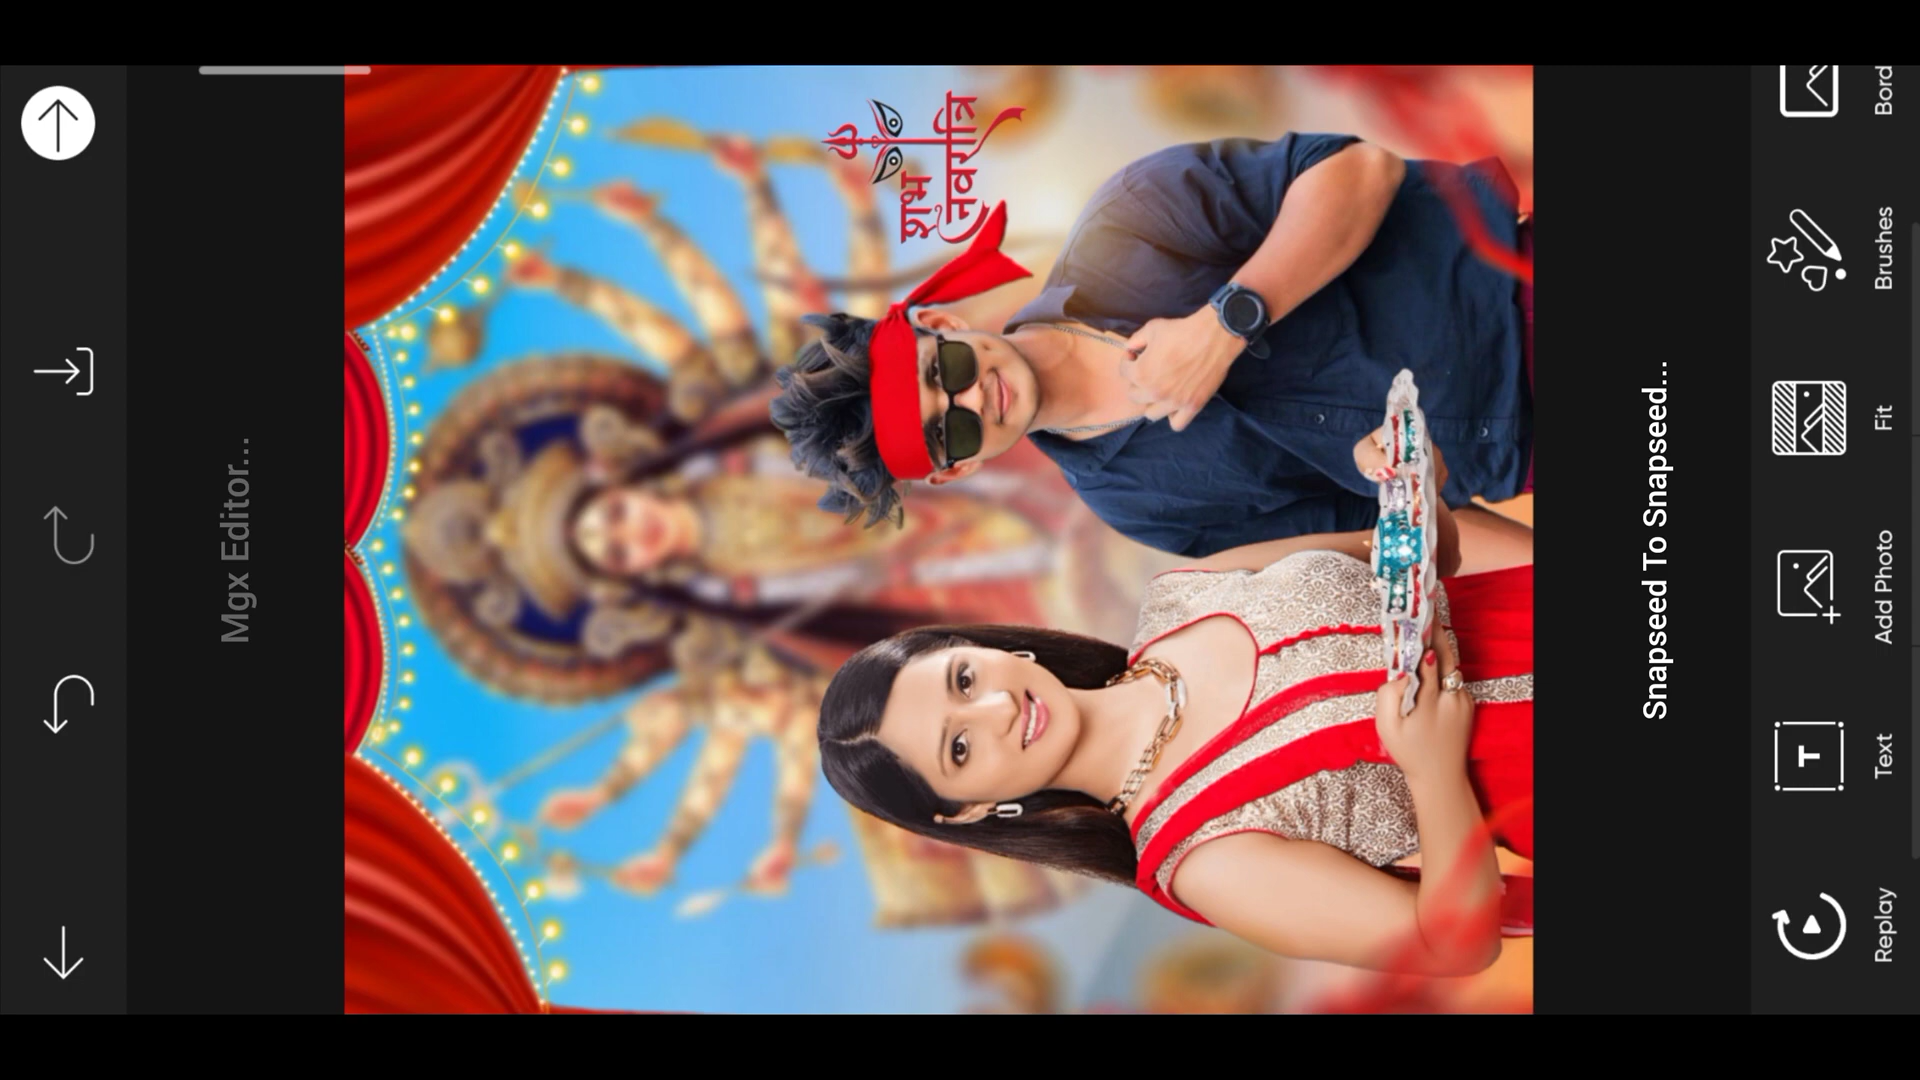 Mgx Editor...
शुभ
नवरात्रि
Snapseed To Snapseed...
Replay
Text
Add Photo
Fit
Brushes
Bord